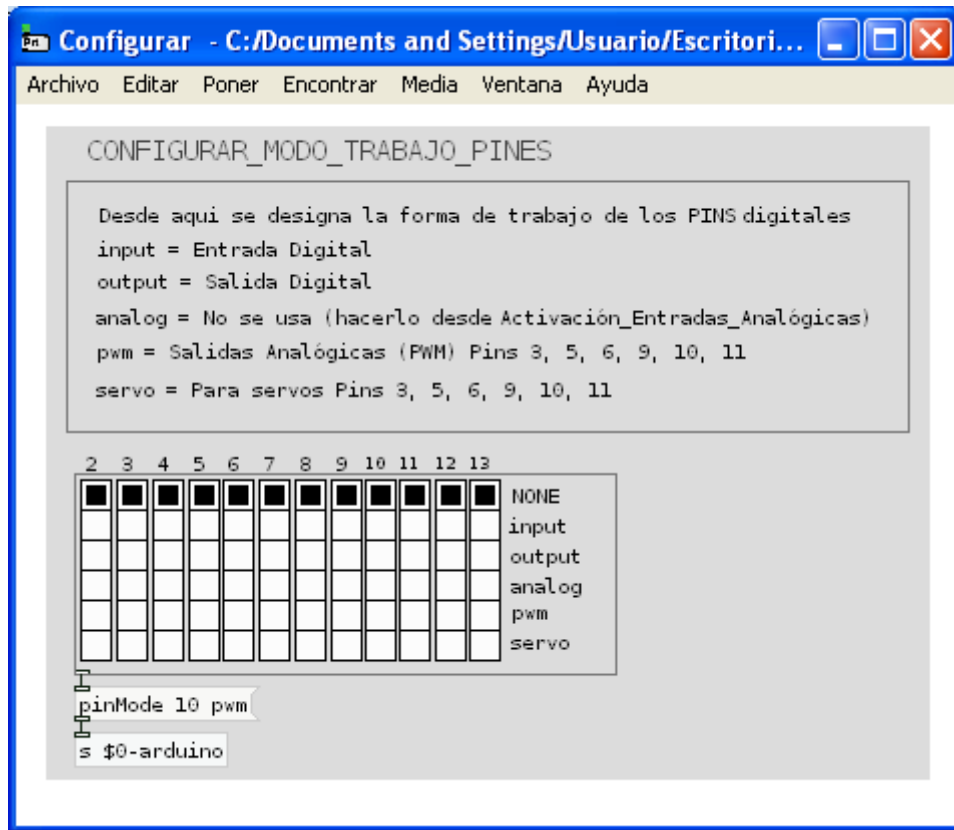 Configurar - C:/Documents and Settings/Usuario/Escritori...
Archivo Editar Poner Encontrar Media Ventana Ayuda
CONFIGURAR_MODO_TRABAJO_PINES
Desde aqui se designa la forma de trabajo de los PINS digitales
input = Entrada Digital
output = Salida Digital
analog = No se usa (hacerlo desde Activación_Entradas_Analógicas)
pwm = Salidas Analógicas (PWM) Pins 3, 5, 6, 9, 10, 11
servo = Para servos Pins 3, 5, 6, 9, 10, 11
2 3 4 5 6 7 8 9 10 11 12 13
NONE
input
output
analog
pwm
servo
pinMode 10 pwm
s $0-arduino